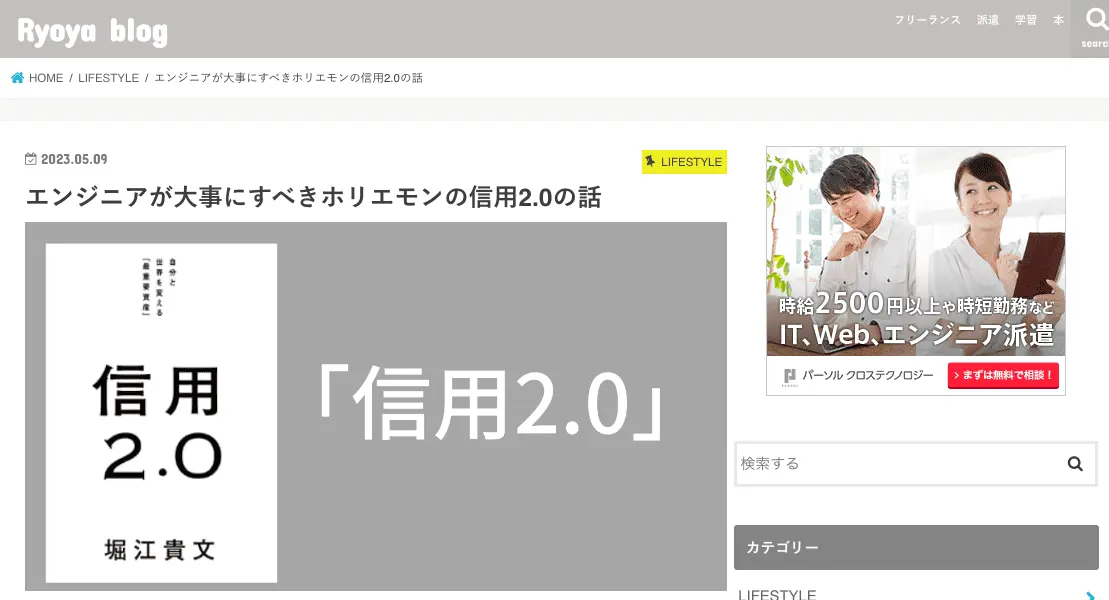 Ryoya blog
フリーランス 派遣 学習 本
searc
HOME / LIFESTYLE / エンジニアが大事にすべきホリエモンの信用2.0の話
2023.05.09
LIFESTYLE
エンジニアが大事にすべきホリエモンの信用2.0の話
自分と
世界を変える
「最重要資産」
信用
2.0
堀江貴文
「信用2.0」
時給2500円以上や時短勤務など
IT、Web、エンジニア派遣
パーソル クロステクノロジー
まずは無料で相談！
検索する
カテゴリー
LIFESTYLE